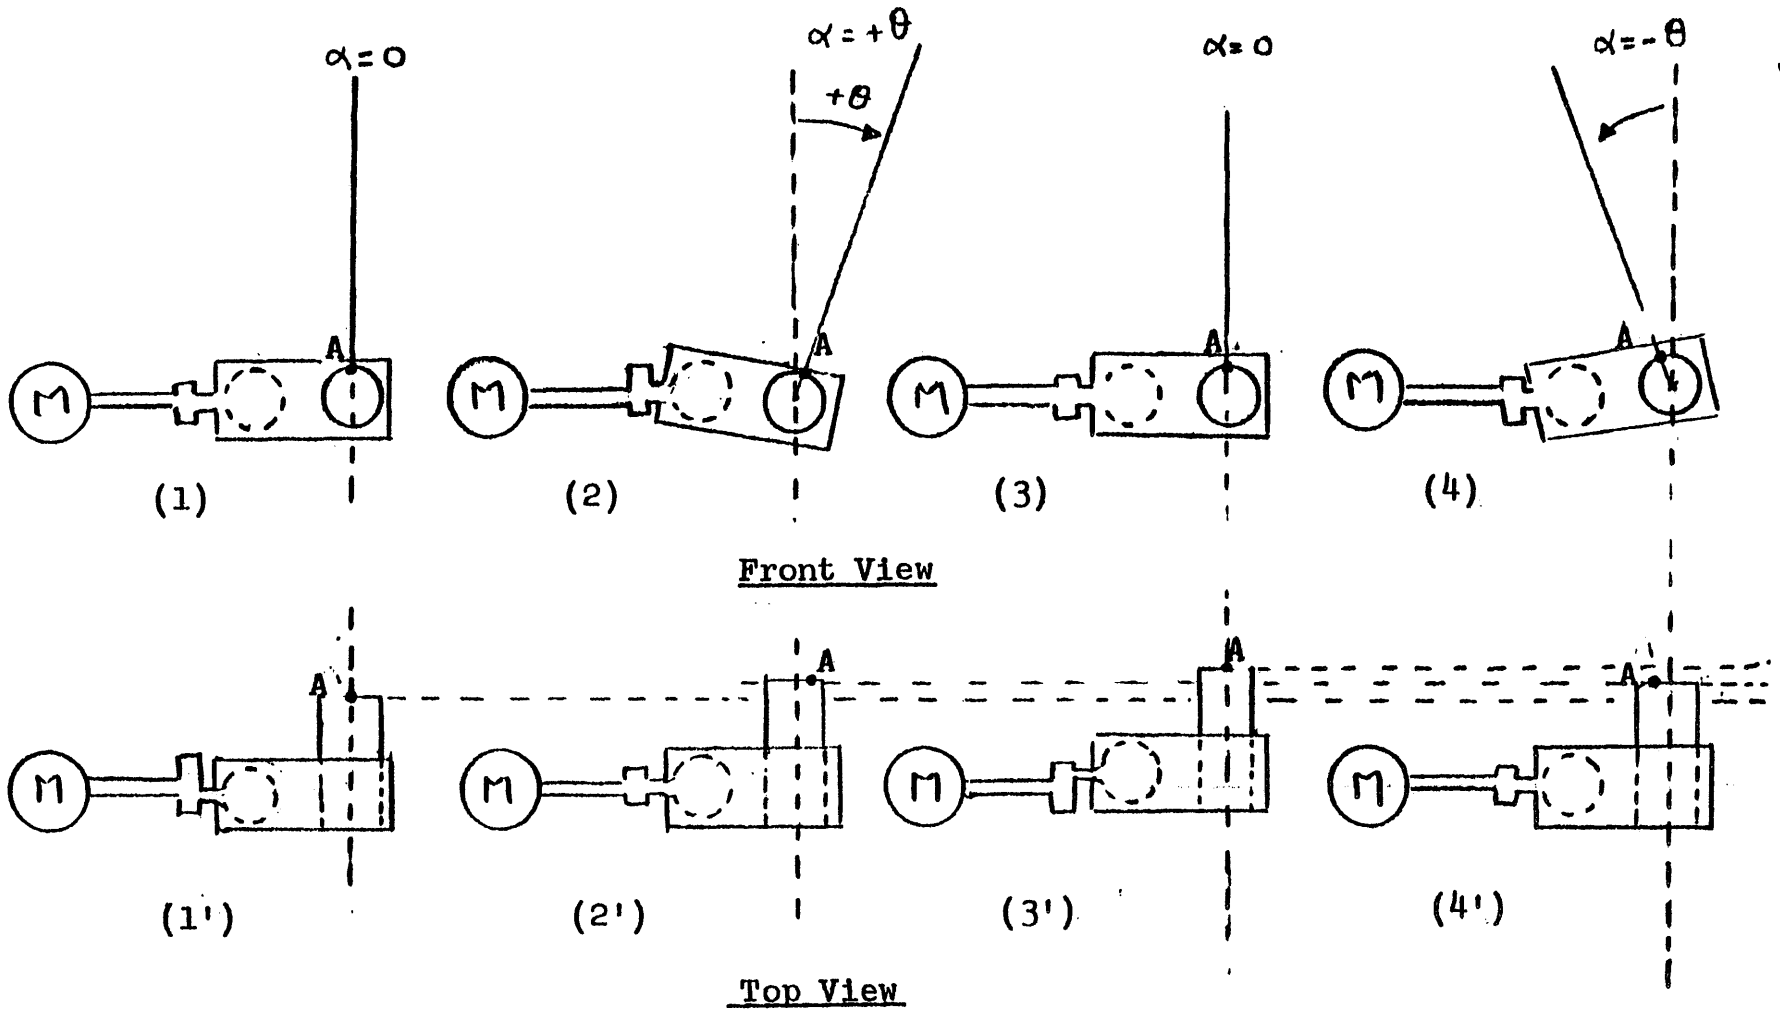 α=0
α=+θ
α=0
α=-θ
+θ
A
A
A
A
M
M
M
M
(1)
(2)
(3)
(4)
Front View
A
A
A
A
M
M
M
M
(1')
(2')
(3')
(4')
Top View